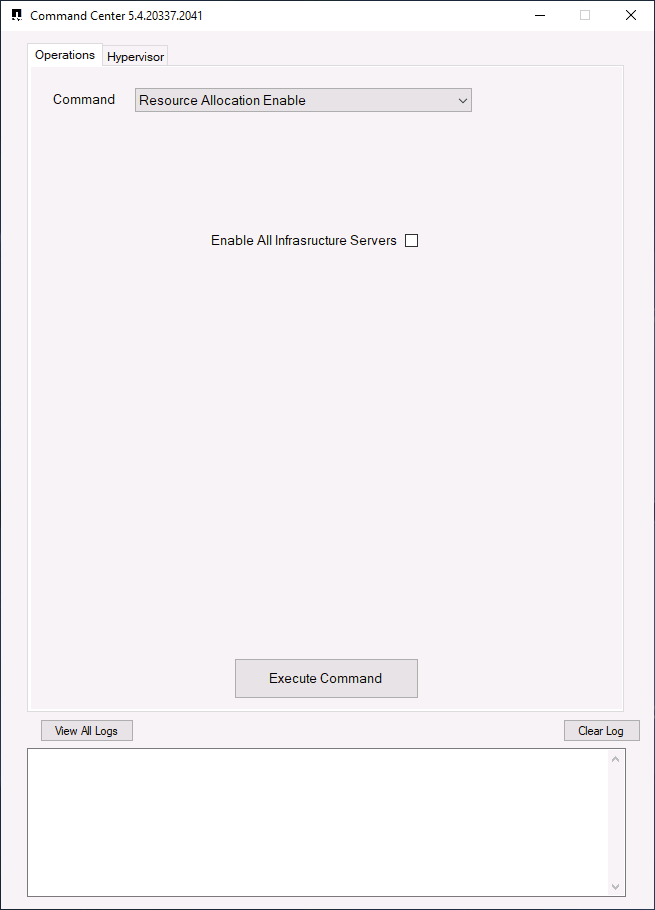 Command Center 5.4.20337.2041
Operations
Hypervisor
Command
Resource Allocation Enable
Enable All Infrasructure Servers
Execute Command
View All Logs
Clear Log